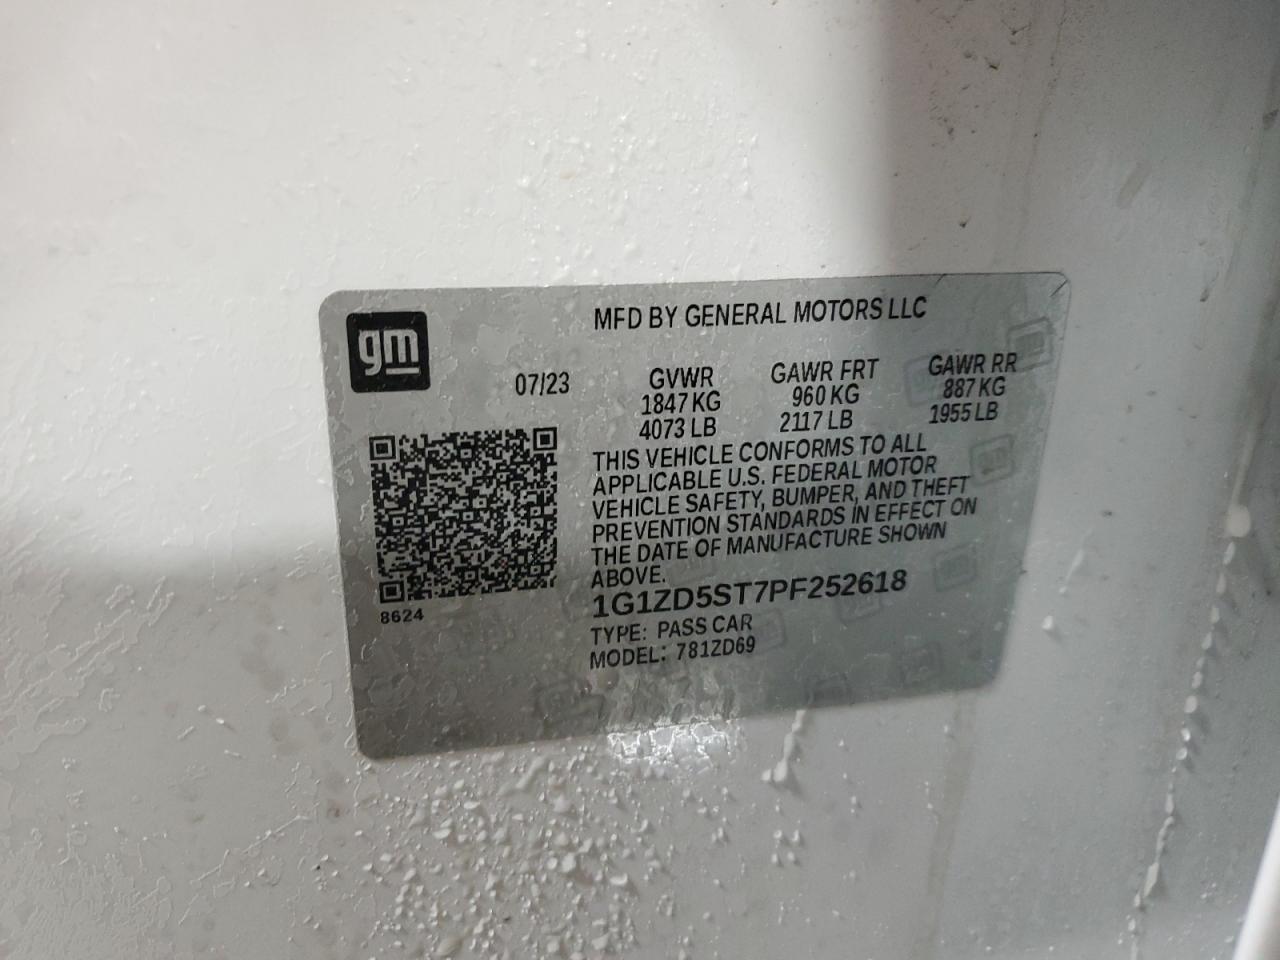 gm
MFD BY GENERAL MOTORS LLC
07/23
GVWR
1847 KG
4073 LB
GAWR FRT
960 KG
2117 LB
GAWR RR
887 KG
1955 LB
THIS VEHICLE CONFORMS TO ALL
APPLICABLE U.S. FEDERAL MOTOR
VEHICLE SAFETY, BUMPER, AND THEFT
PREVENTION STANDARDS IN EFFECT ON
THE DATE OF MANUFACTURE SHOWN
ABOVE.
1G1ZD5ST7PF252618
8624
TYPE: PASS CAR
MODEL: 781ZD69